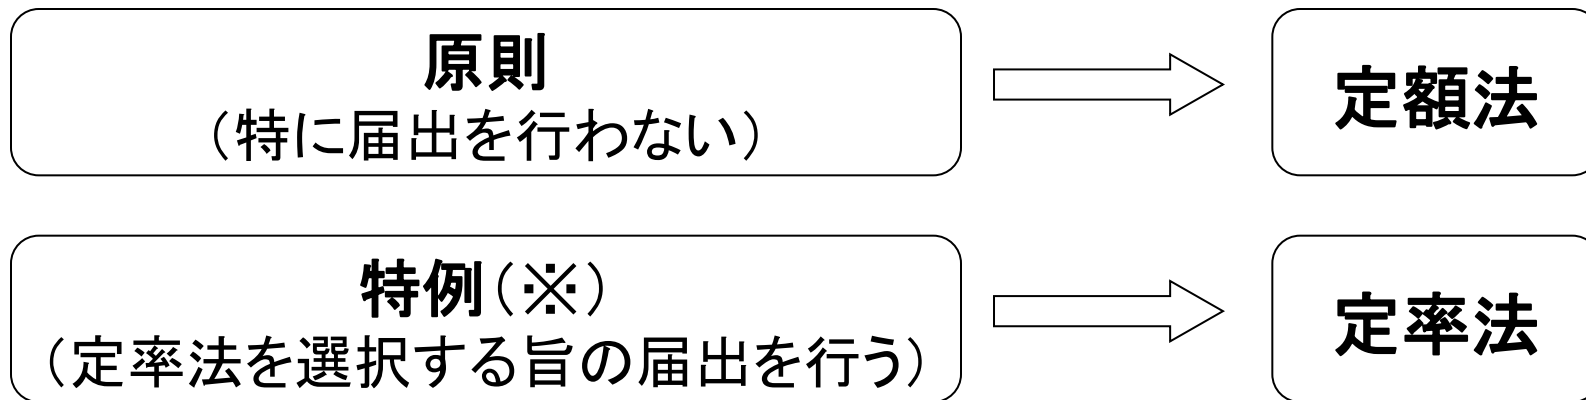 原則
（特に届出を行わない）
定額法
特例（※）
（定率法を選択する旨の届出を行う）
定率法